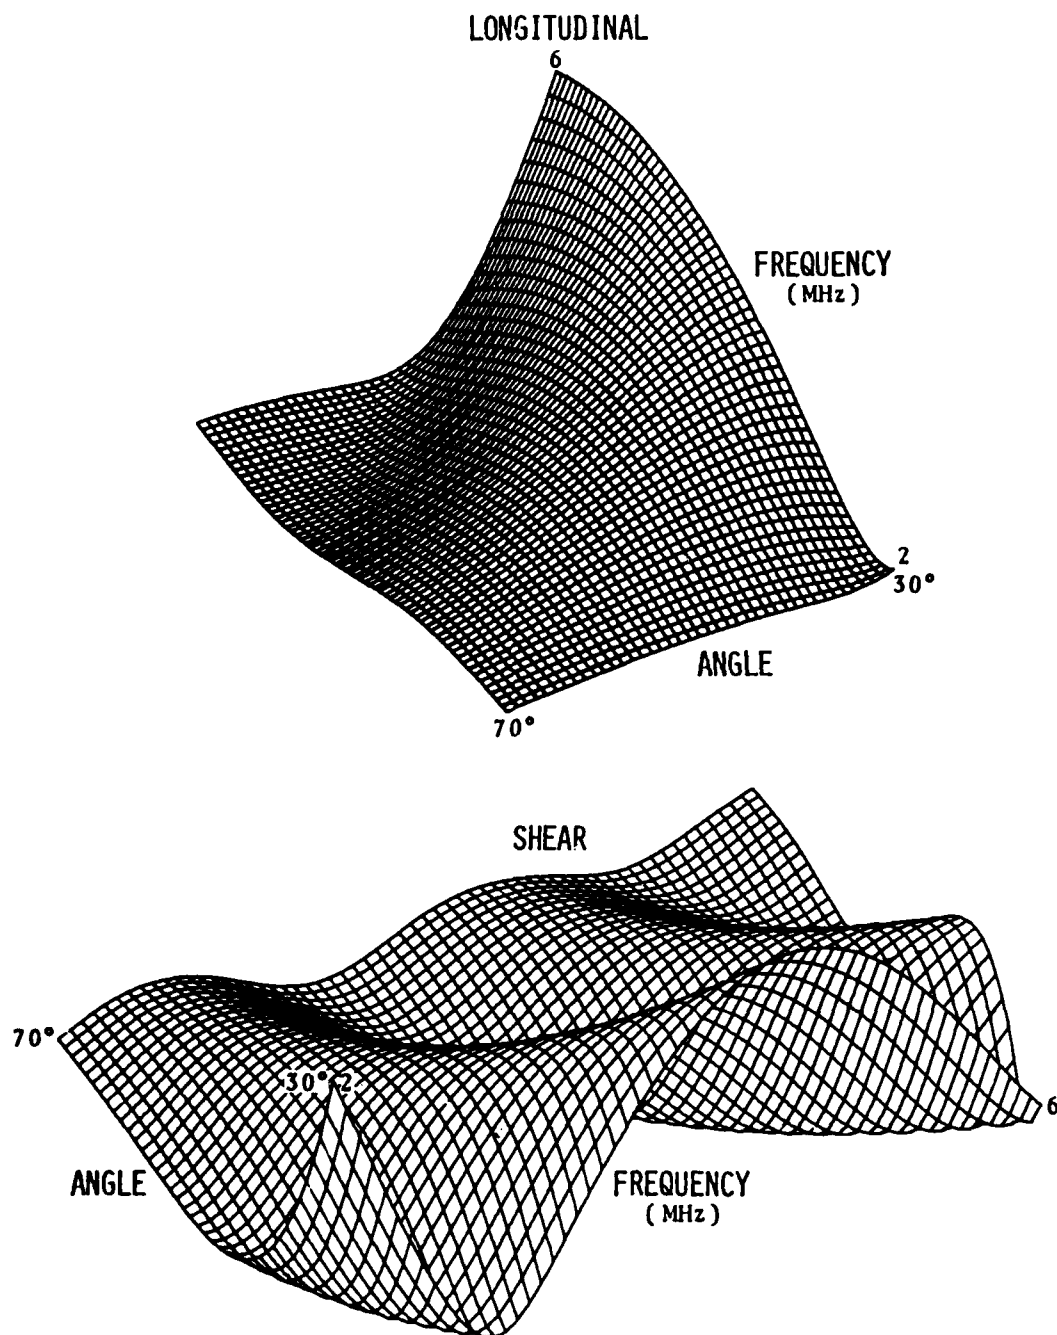 LONGITUDINAL
6
FREQUENCY
(MHz)
2
30°
ANGLE
70°
SHEAR
70°
30° 2
6
ANGLE
FREQUENCY
(MHz)